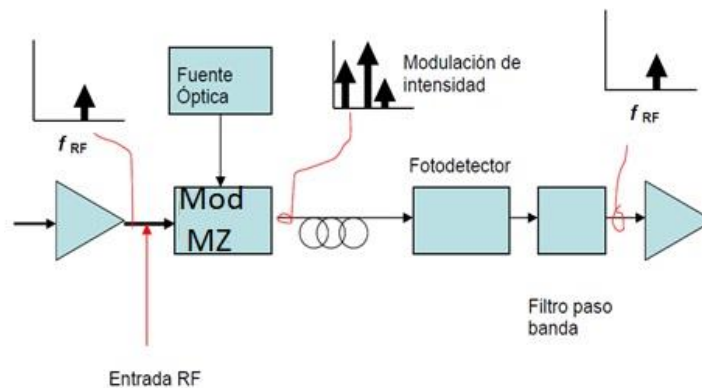 Fuente
Óptica
Modulación de
intensidad
f RF
f RF
Fotodetector
Mod
MZ
Filtro paso
banda
Entrada RF